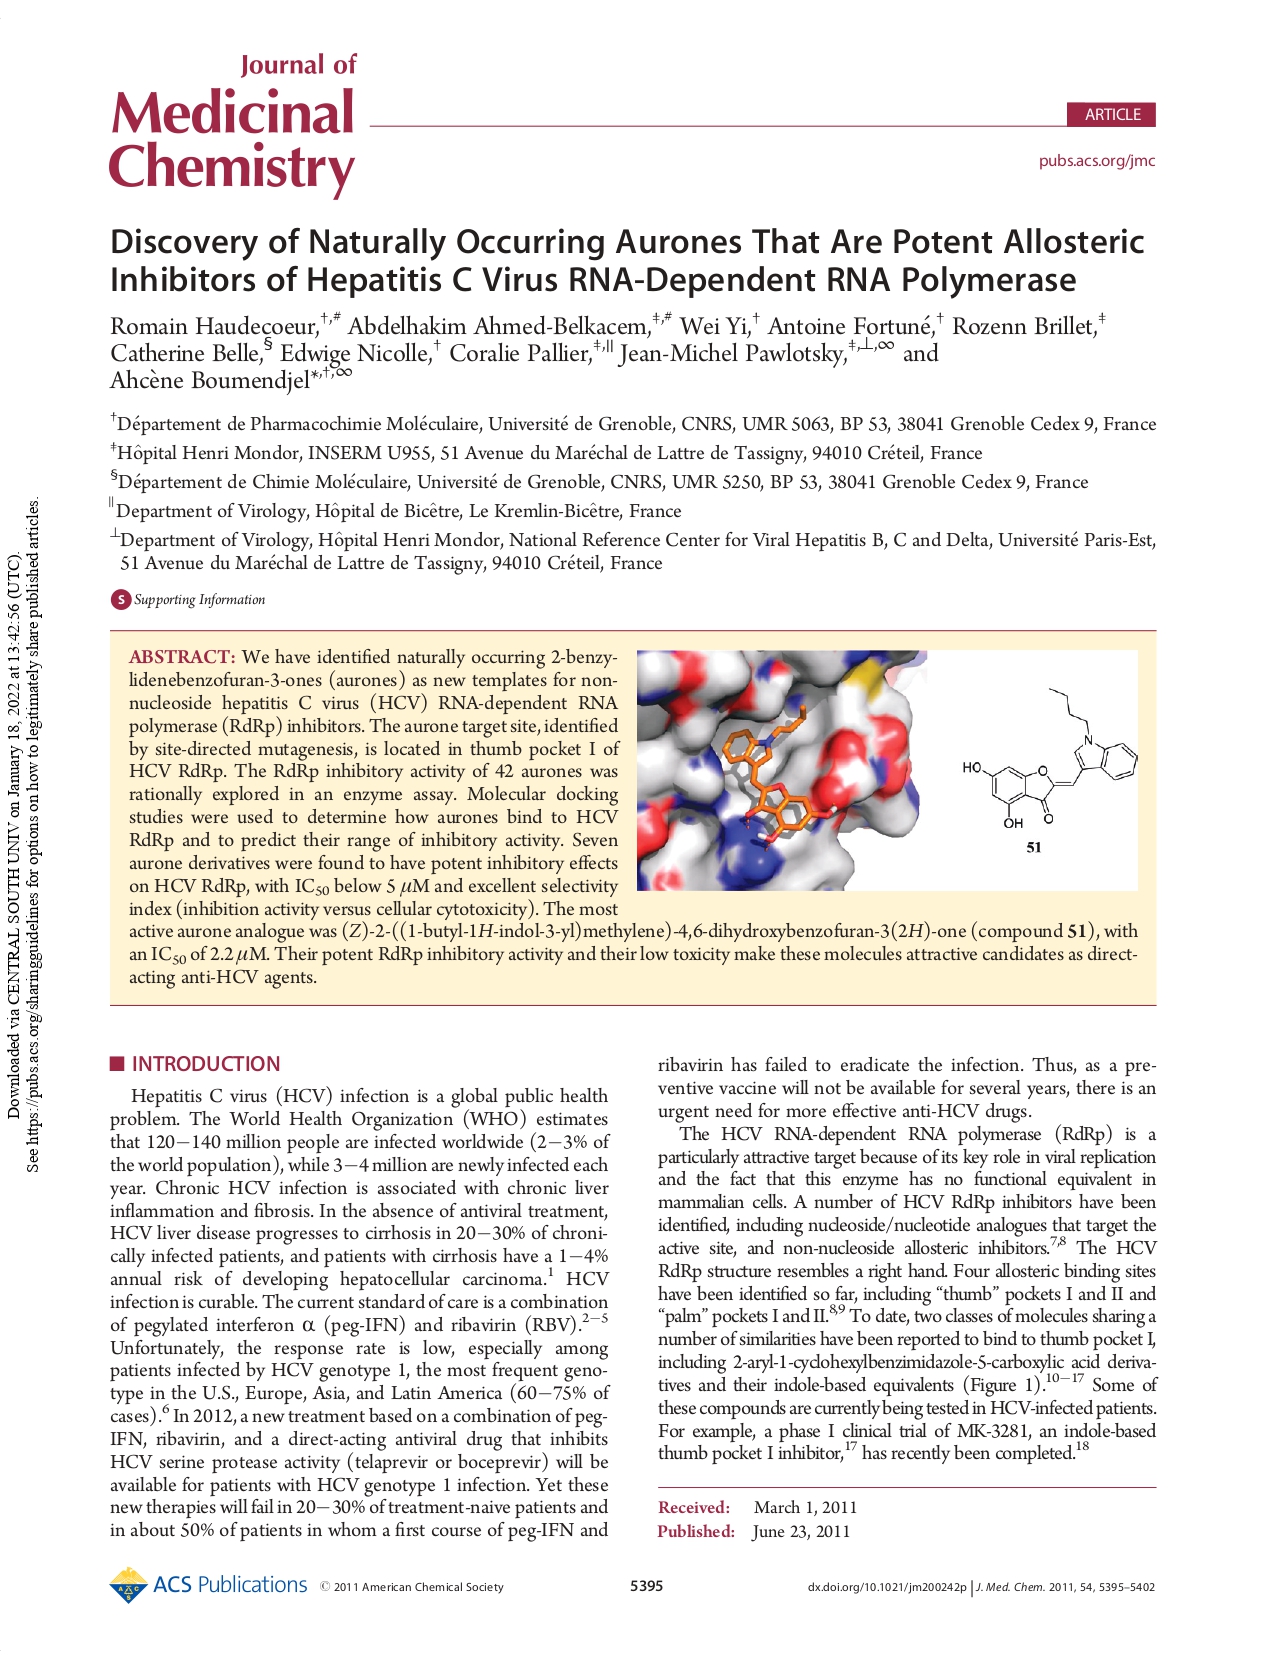 Journal of
Medicinal
Chemistry
ARTICLE
pubs.acs.org/jmc
Discovery of Naturally Occurring Aurones That Are Potent Allosteric
Inhibitors of Hepatitis C Virus RNA-Dependent RNA Polymerase
Romain Haudecoeur,†,# Abdelhakim Ahmed-Belkacem,‡,# Wei Yi,† Antoine Fortuné,† Rozenn Brillet,‡
Catherine Belle,§ Edwige Nicolle,† Coralie Pallier,‡,|| Jean-Michel Pawlotsky,‡,⊥,∞ and
Ahcène Boumendjel*,†,∞
†Département de Pharmacochimie Moléculaire, Université de Grenoble, CNRS, UMR 5063, BP 53, 38041 Grenoble Cedex 9, France
‡Hôpital Henri Mondor, INSERM U955, 51 Avenue du Maréchal de Lattre de Tassigny, 94010 Créteil, France
§Département de Chimie Moléculaire, Université de Grenoble, CNRS, UMR 5250, BP 53, 38041 Grenoble Cedex 9, France
||Department of Virology, Hôpital de Bicêtre, Le Kremlin-Bicêtre, France
⊥Department of Virology, Hôpital Henri Mondor, National Reference Center for Viral Hepatitis B, C and Delta, Université Paris-Est,
51 Avenue du Maréchal de Lattre de Tassigny, 94010 Créteil, France
S Supporting Information
ABSTRACT: We have identified naturally occurring 2-benzy-
lidenebenzofuran-3-ones (aurones) as new templates for non-
nucleoside hepatitis C virus (HCV) RNA-dependent RNA
polymerase (RdRp) inhibitors. The aurone target site, identified
by site-directed mutagenesis, is located in thumb pocket I of
HCV RdRp. The RdRp inhibitory activity of 42 aurones was
rationally explored in an enzyme assay. Molecular docking
studies were used to determine how aurones bind to HCV
RdRp and to predict their range of inhibitory activity. Seven
aurone derivatives were found to have potent inhibitory effects
on HCV RdRp, with IC50 below 5 μM and excellent selectivity
index (inhibition activity versus cellular cytotoxicity). The most
active aurone analogue was (Z)-2-((1-butyl-1H-indol-3-yl)methylene)-4,6-dihydroxybenzofuran-3(2H)-one (compound 51), with
an IC50 of 2.2 μM. Their potent RdRp inhibitory activity and their low toxicity make these molecules attractive candidates as direct-
acting anti-HCV agents.
N
HO
O
OH
O
51
INTRODUCTION
Hepatitis C virus (HCV) infection is a global public health
problem. The World Health Organization (WHO) estimates
that 120−140 million people are infected worldwide (2−3% of
the world population), while 3−4 million are newly infected each
year. Chronic HCV infection is associated with chronic liver
inflammation and fibrosis. In the absence of antiviral treatment,
HCV liver disease progresses to cirrhosis in 20−30% of chroni-
cally infected patients, and patients with cirrhosis have a 1−4%
annual risk of developing hepatocellular carcinoma.1 HCV
infection is curable. The current standard of care is a combination
of pegylated interferon α (peg-IFN) and ribavirin (RBV).2−5
Unfortunately, the response rate is low, especially among
patients infected by HCV genotype 1, the most frequent geno-
type in the U.S., Europe, Asia, and Latin America (60−75% of
cases).6 In 2012, a new treatment based on a combination of peg-
IFN, ribavirin, and a direct-acting antiviral drug that inhibits
HCV serine protease activity (telaprevir or boceprevir) will be
available for patients with HCV genotype 1 infection. Yet these
new therapies will fail in 20−30% of treatment-naive patients and
in about 50% of patients in whom a first course of peg-IFN and
ribavirin has failed to eradicate the infection. Thus, as a pre-
ventive vaccine will not be available for several years, there is an
urgent need for more effective anti-HCV drugs.
The HCV RNA-dependent RNA polymerase (RdRp) is a
particularly attractive target because of its key role in viral replication
and the fact that this enzyme has no functional equivalent in
mammalian cells. A number of HCV RdRp inhibitors have been
identified, including nucleoside/nucleotide analogues that target the
active site, and non-nucleoside allosteric inhibitors.7,8 The HCV
RdRp structure resembles a right hand. Four allosteric binding sites
have been identified so far, including “thumb” pockets I and II and
“palm” pockets I and II.8,9 To date, two classes of molecules sharing a
number of similarities have been reported to bind to thumb pocket I,
including 2-aryl-1-cyclohexylbenzimidazole-5-carboxylic acid deriva-
tives and their indole-based equivalents (Figure 1).10−17 Some of
these compounds are currently being tested in HCV-infected patients.
For example, a phase I clinical trial of MK-3281, an indole-based
thumb pocket I inhibitor,17 has recently been completed.18
Received: March 1, 2011
Published: June 23, 2011
ACS Publications © 2011 American Chemical Society
5395
dx.doi.org/10.1021/jm200242p | J. Med. Chem. 2011, 54, 5395–5402
Downloaded via CENTRAL SOUTH UNIV on January 18, 2022 at 13:42:56 (UTC).
See https://pubs.acs.org/sharingguidelines for options on how to legitimately share published articles.